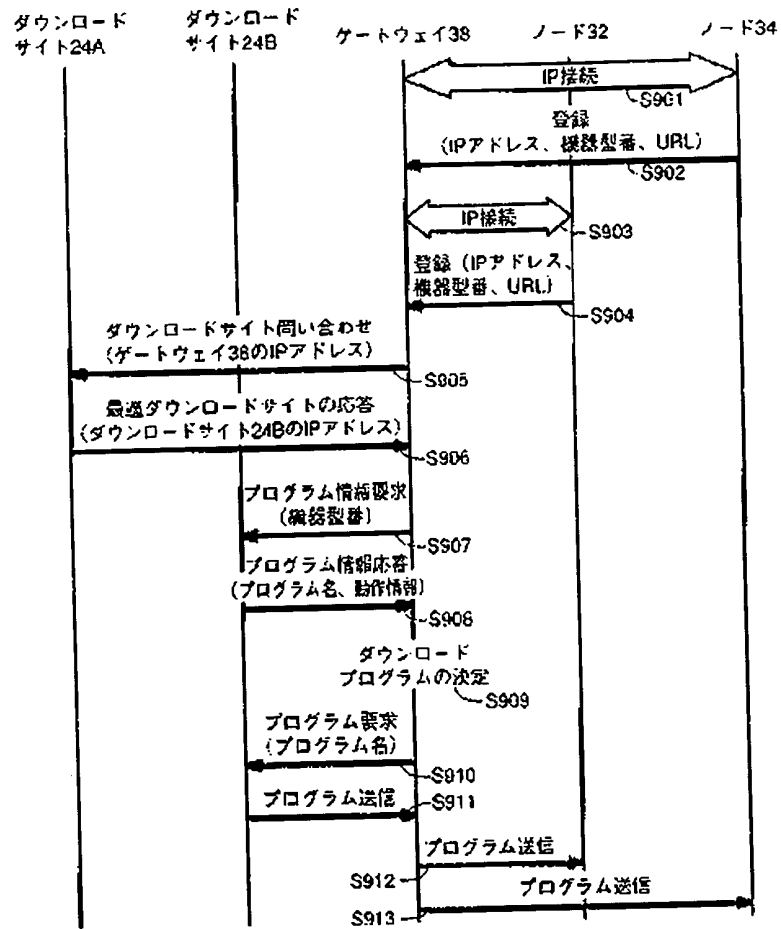 ダウンロード
サイト24A
ダウンロード
サイト24B
ゲートウェイ38
ノード32
ノード34
IP接続
S901
登録
(IPアドレス、機器型番、URL)
S902
IP接続
S903
登録(IPアドレス、
機器型番、URL)
S904
ダウンロードサイト問い合わせ
(ゲートウェイ38のIPアドレス)
S905
最適ダウンロードサイトの応答
(ダウンロードサイト24BのIPアドレス)
S906
プログラム情報要求
(機器型番)
S907
プログラム情報応答
(プログラム名、動作情報)
S908
ダウンロード
プログラムの決定
S909
プログラム要求
(プログラム名)
S910
プログラム送信
S911
プログラム送信
S912
プログラム送信
S913